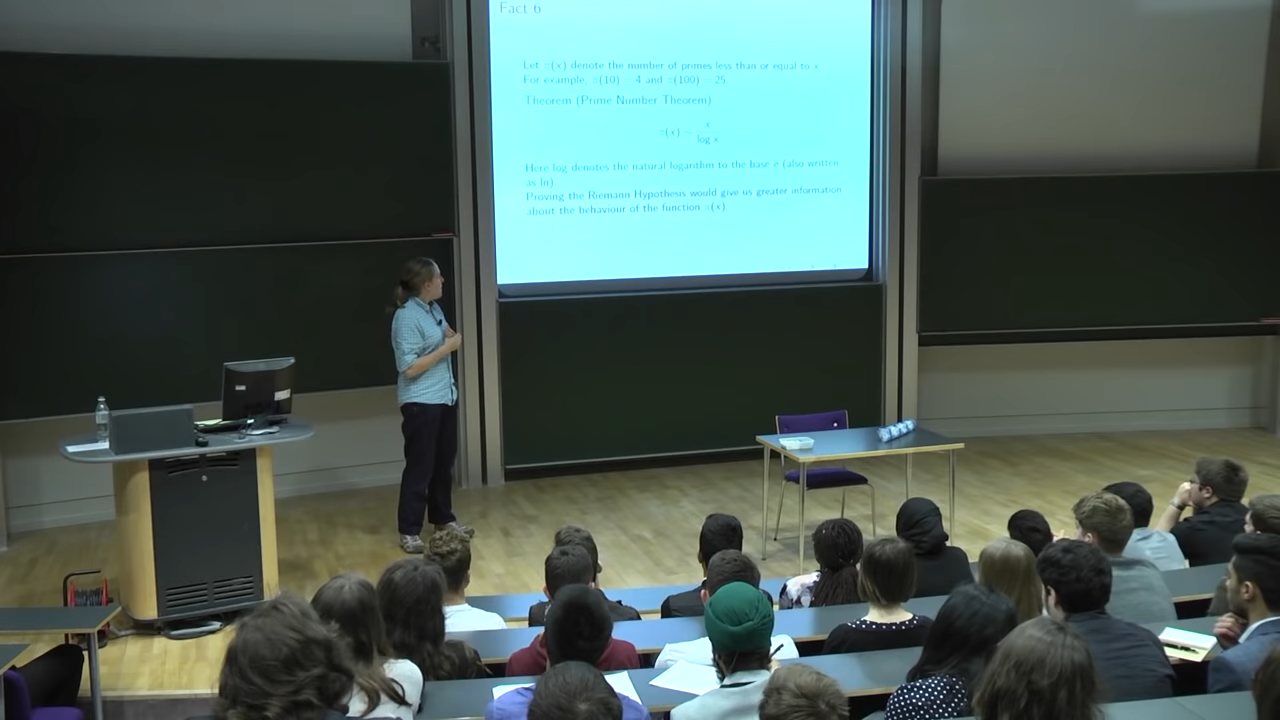 Fact 6
Let π(x) denote the number of primes less than or equal to x.
For example, π(10) = 4 and π(100) = 25.
Theorem (Prime Number Theorem)
π(x) ~ x / log x
Here log denotes the natural logarithm to the base e (also written
as ln).
Proving the Riemann Hypothesis would give us greater information
about the behaviour of the function π(x)